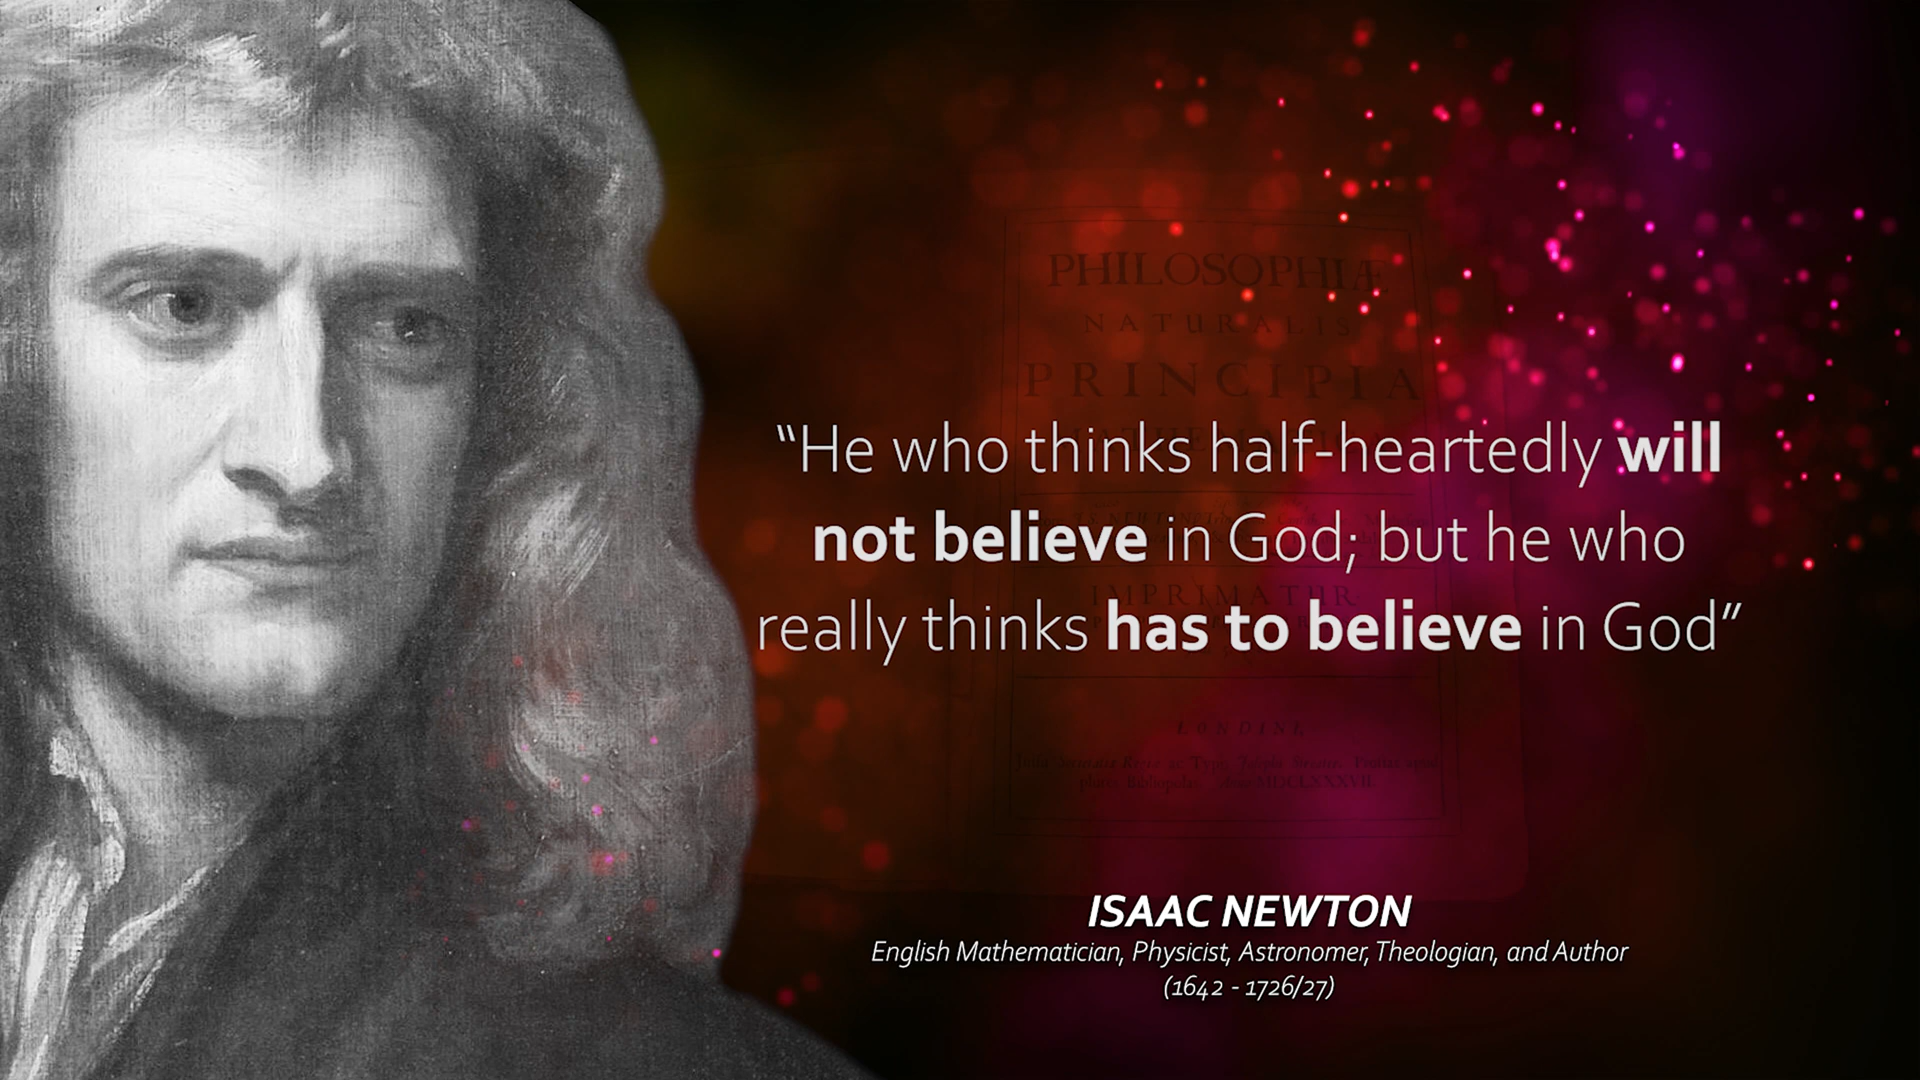 PHILOSOPHIÆ
NATURALIS
PRINCIPIA
“He who thinks half-heartedly will
not believe in God; but he who
IMPRIMATUR
really thinks has to believe in God”
LONDINI,
ISAAC NEWTON
English Mathematician, Physicist, Astronomer, Theologian, and Author
(1642 - 1726/27)